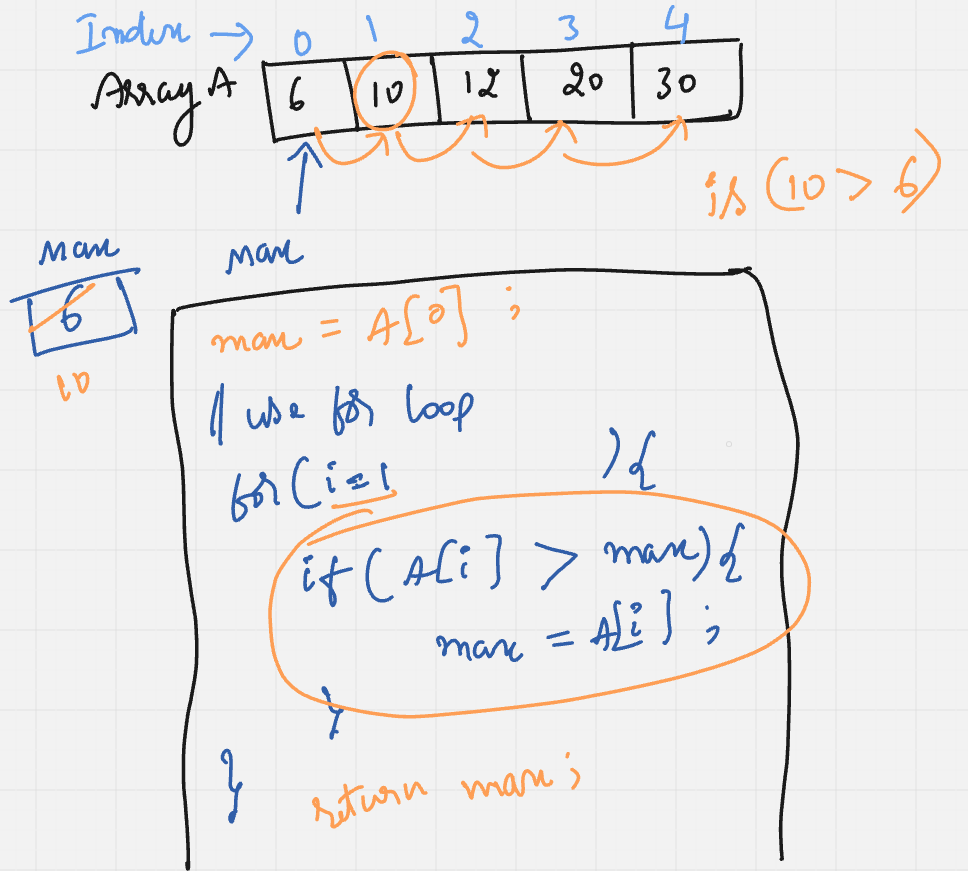 Index → 0 1 2 3 4
Array A 6 10 12 20 30
is (10 > 6)
max
max
6
10
max = A[0] ;
// use for loop
for(i=1 ){
if(A[i] > max){
max = A[i] ;
}
}
return max;